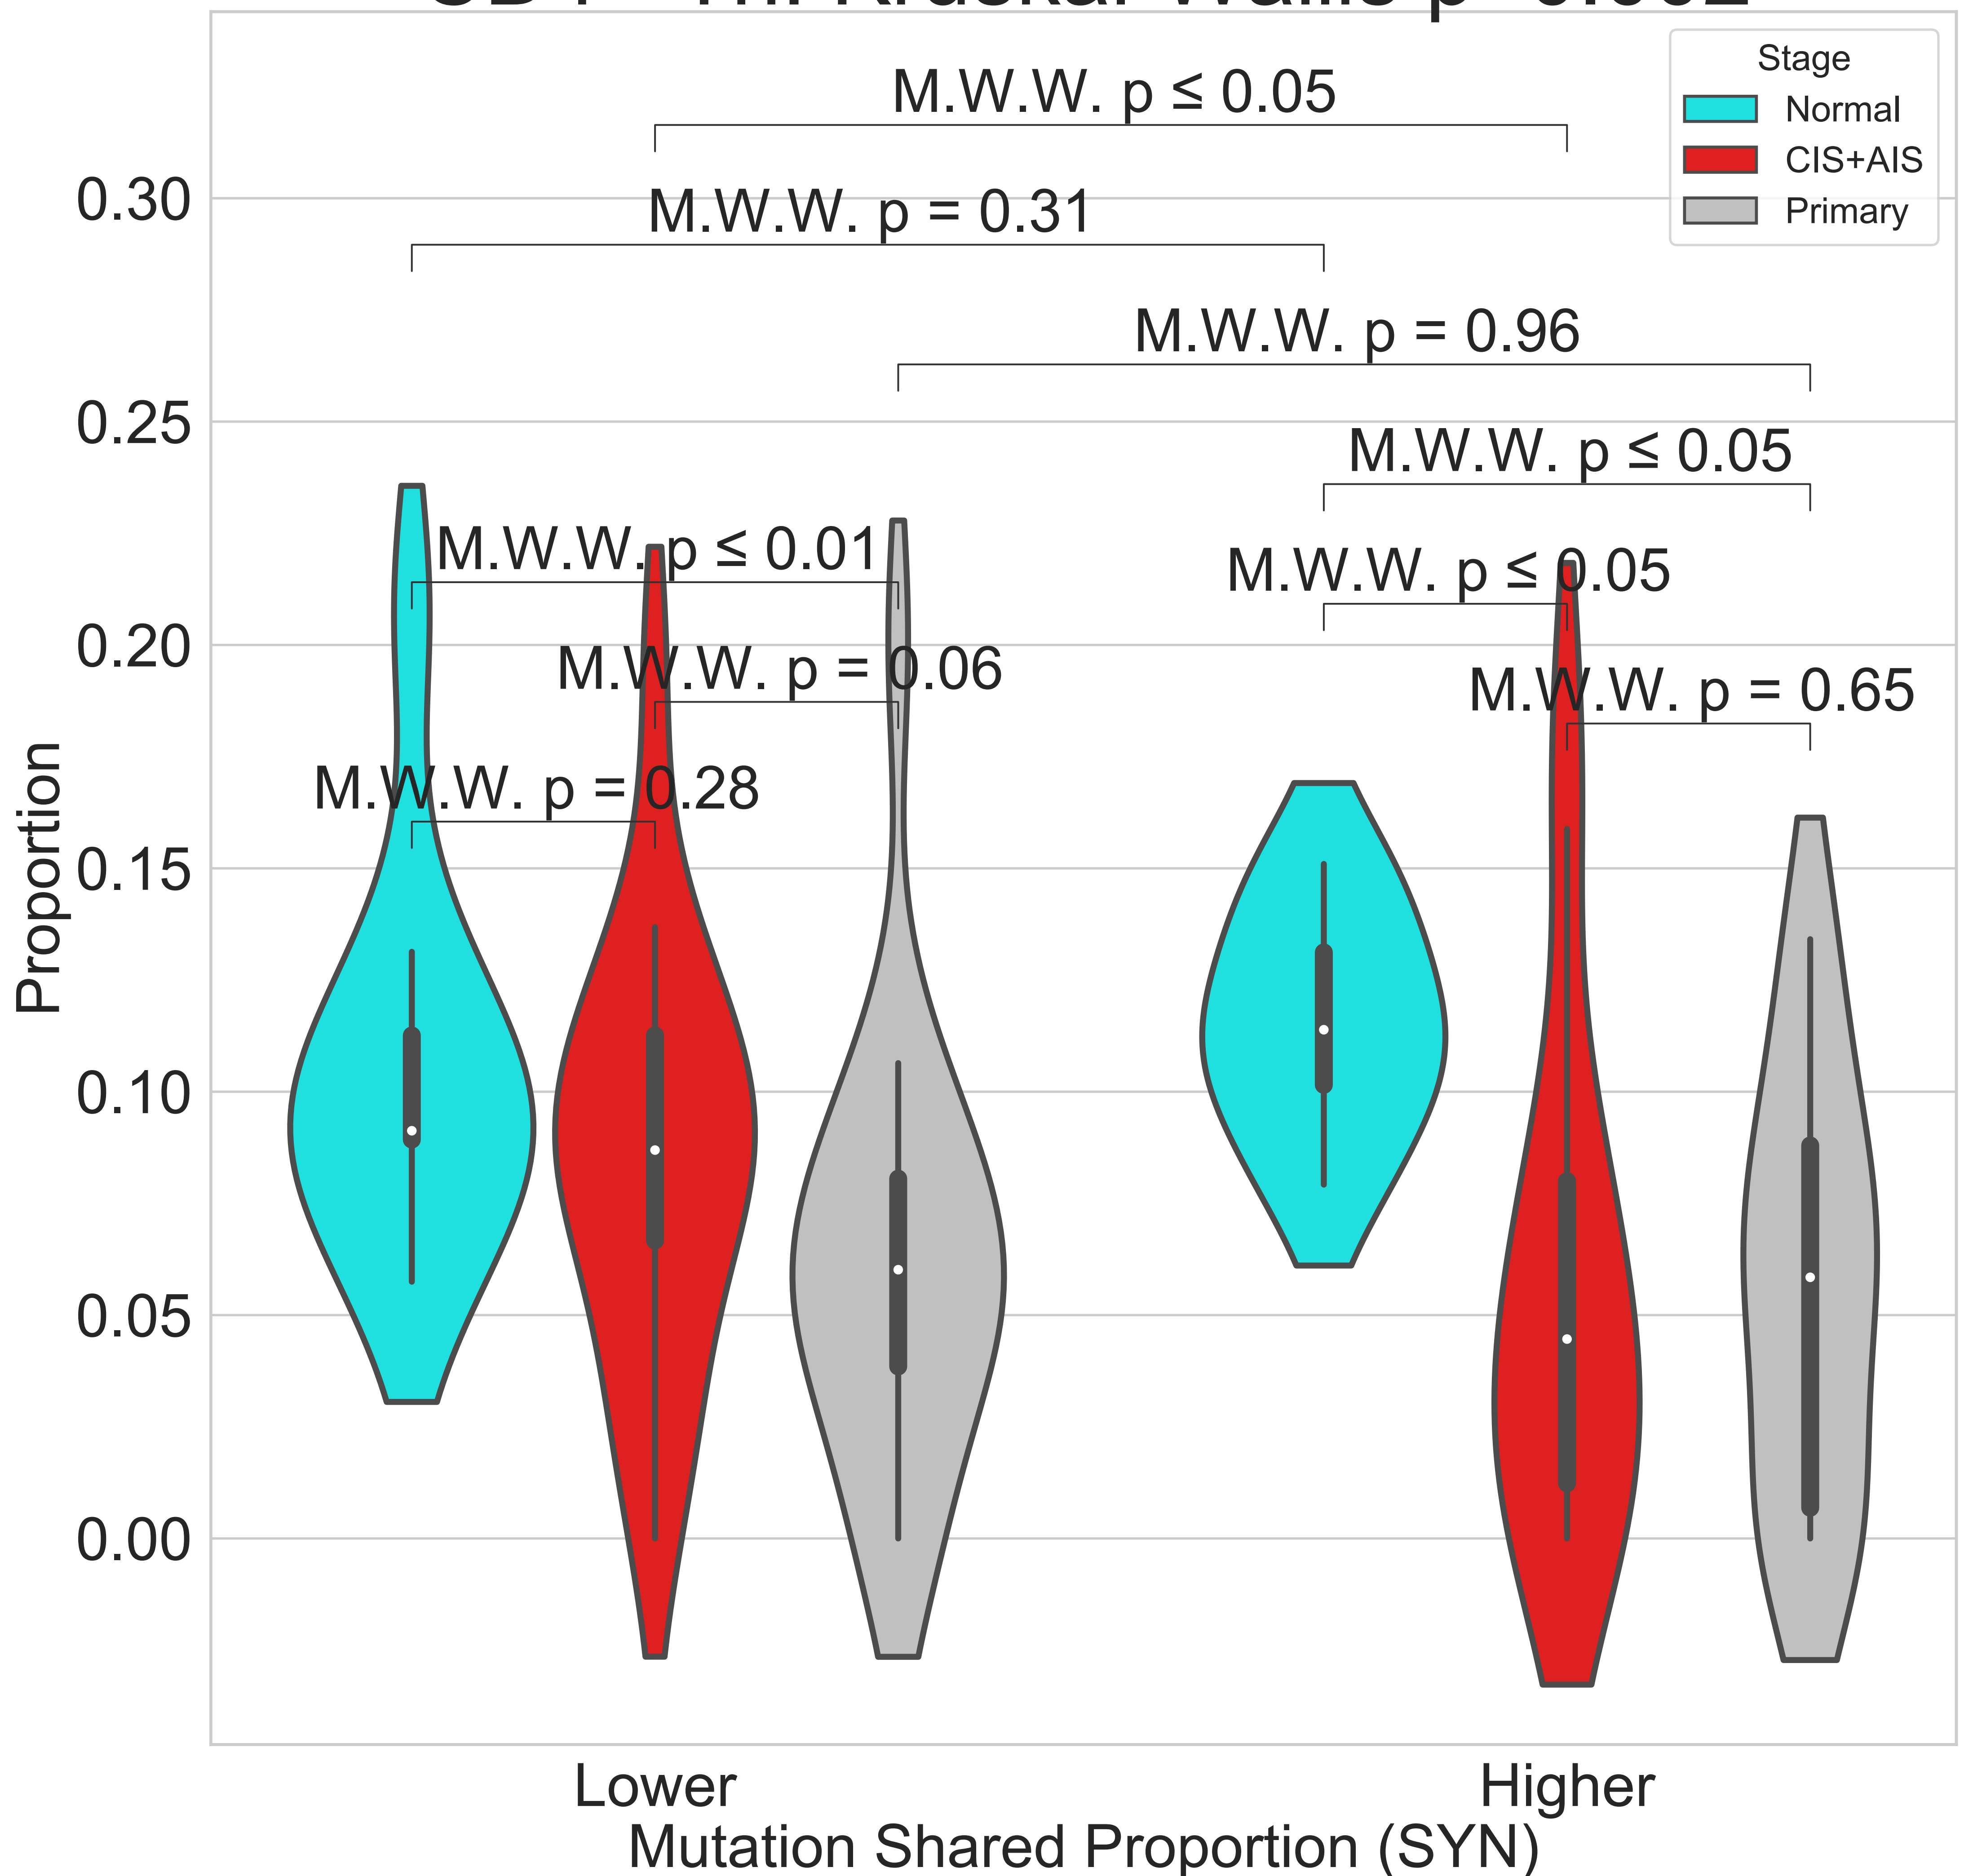 Stage
Normal
CIS+AIS
Primary
M.W.W. p ≤ 0.05
M.W.W. p = 0.31
M.W.W. p = 0.96
M.W.W. p ≤ 0.05
M.W.W. p ≤ 0.01
M.W.W. p ≤ 0.05
M.W.W. p = 0.06
M.W.W. p = 0.65
M.W.W. p = 0.28
0.30
0.25
0.20
0.15
0.10
0.05
0.00
Proportion
Lower
Higher
Mutation Shared Proportion (SYN)